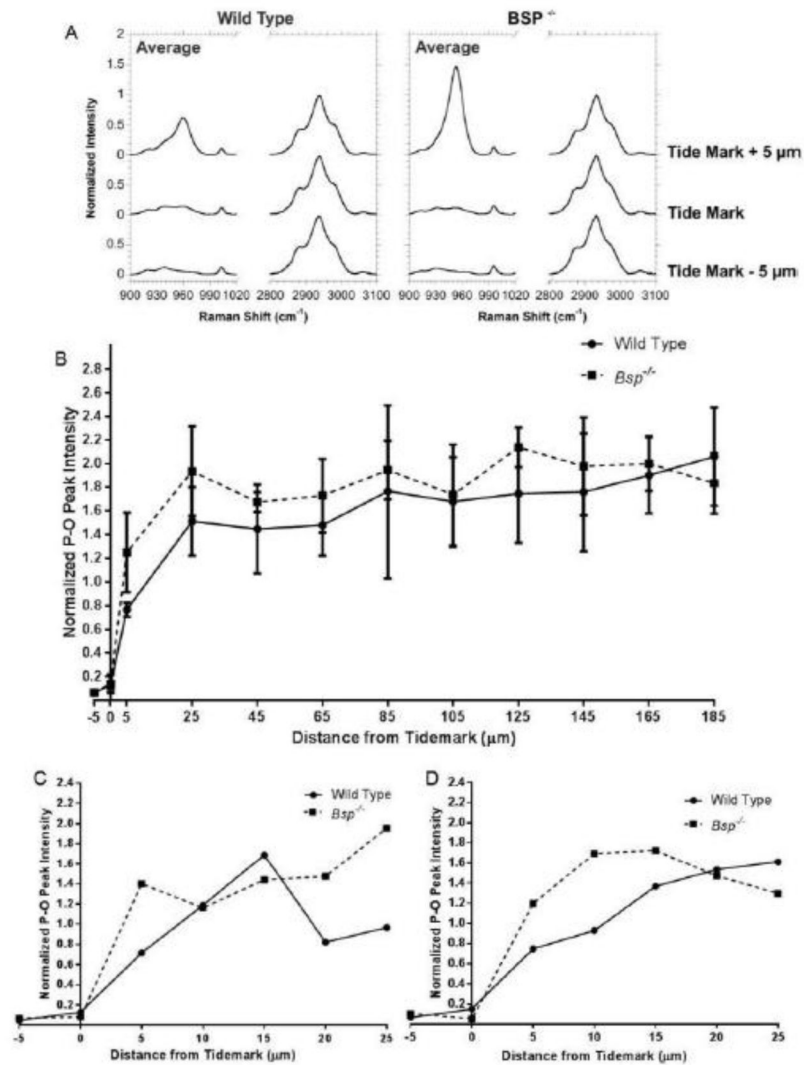 A
Wild Type
BSP -/-
Average
Average
Normalized Intensity
2
1.5
1
0.5
0
0.5
0
0.5
0
Tide Mark + 5 µm
Tide Mark
Tide Mark - 5 µm
900 930 960 990 1020 2800 2900 3000 3100 900 930 960 990 1020 2800 2900 3000 3100
Raman Shift (cm-1)
Raman Shift (cm-1)
B
Wild Type
Bsp-/-
Normalized P-O Peak Intensity
2.8
2.6
2.4
2.2
2.0
1.8
1.6
1.4
1.2
1.0
0.8
0.6
0.4
0.2
-5 0 5 25 45 65 85 105 125 145 165 185
Distance from Tidemark (µm)
C
Wild Type
Bsp-/-
Normalized P-O Peak Intensity
2.4
2.2
2.0
1.8
1.6
1.4
1.2
1.0
0.8
0.6
0.4
0.2
-5 0 5 10 15 20 25
Distance from Tidemark (µm)
D
Wild Type
Bsp-/-
Normalized P-O Peak Intensity
2.4
2.2
2.0
1.8
1.6
1.4
1.2
1.0
0.8
0.6
0.4
0.2
-5 0 5 10 15 20 25
Distance from Tidemark (µm)